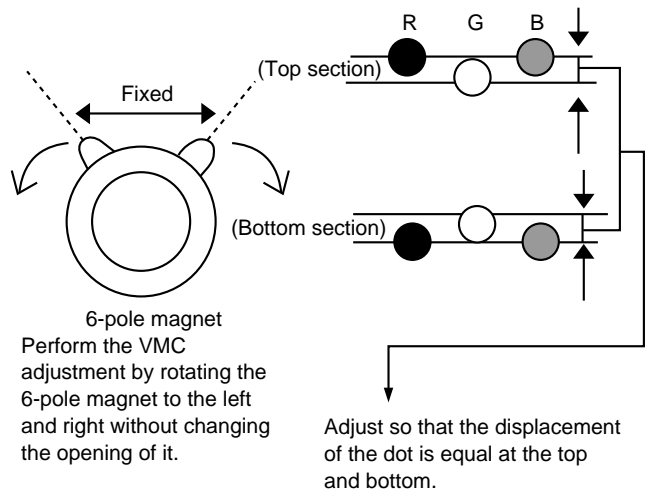 R G B
(Top section)
Fixed
(Bottom section)
6-pole magnet
Perform the VMC
adjustment by rotating the
6-pole magnet to the left
and right without changing
the opening of it.
Adjust so that the displacement
of the dot is equal at the top
and bottom.